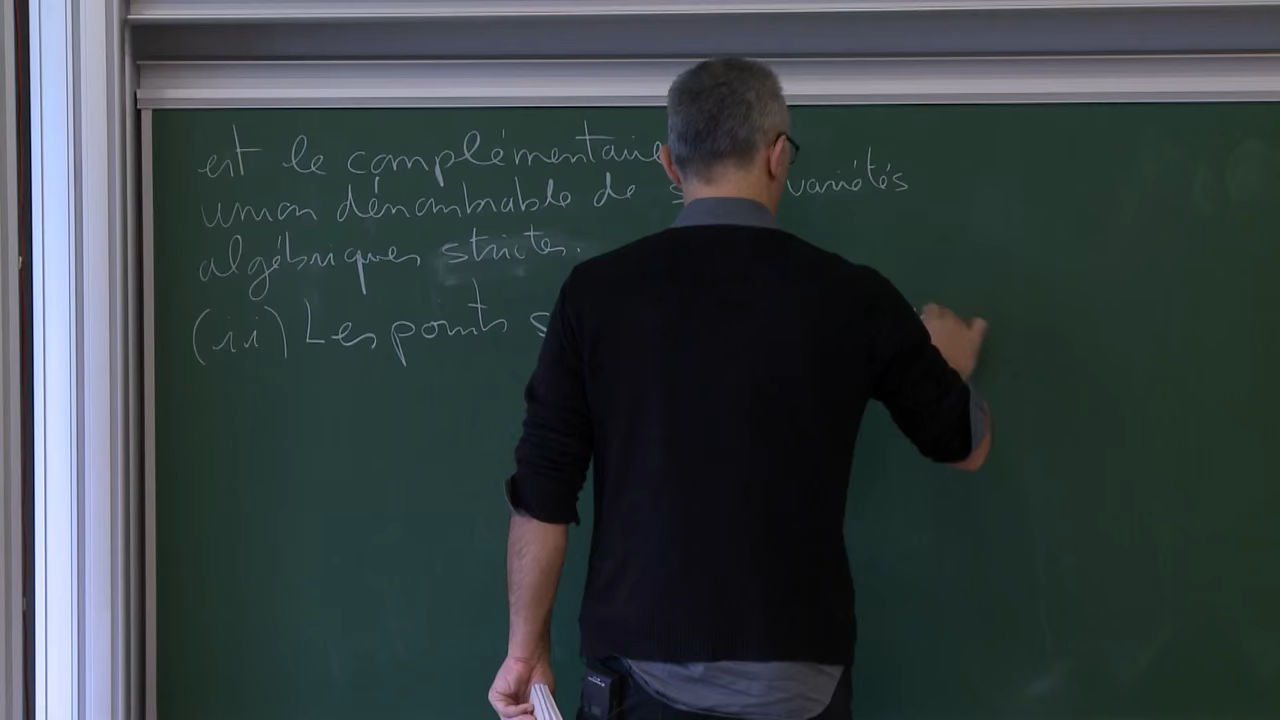 est le complémentaire
union dénombrable de variétés
algébriques strictes.
(ii) Les points